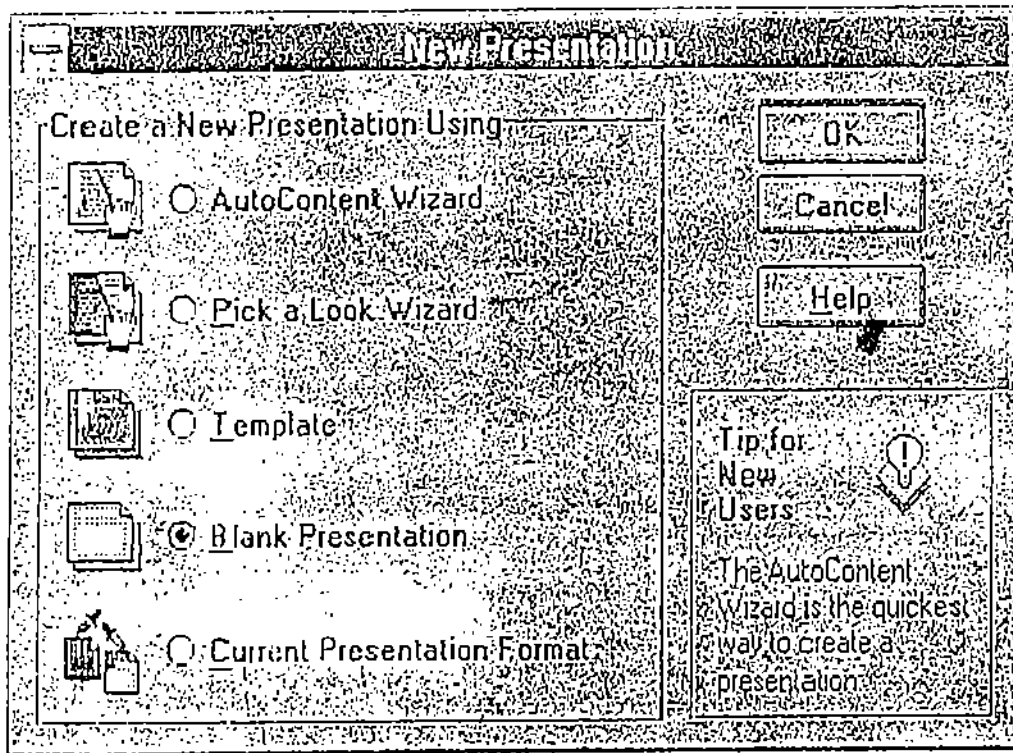 New Presentation
Create a New Presentation Using
AutoContent Wizard
Pick a Look Wizard
Template
Blank Presentation
Current Presentation Format
OK
Cancel
Help
Tip for
New
Users
The AutoContent
Wizard is the quickest
way to create a
presentation.